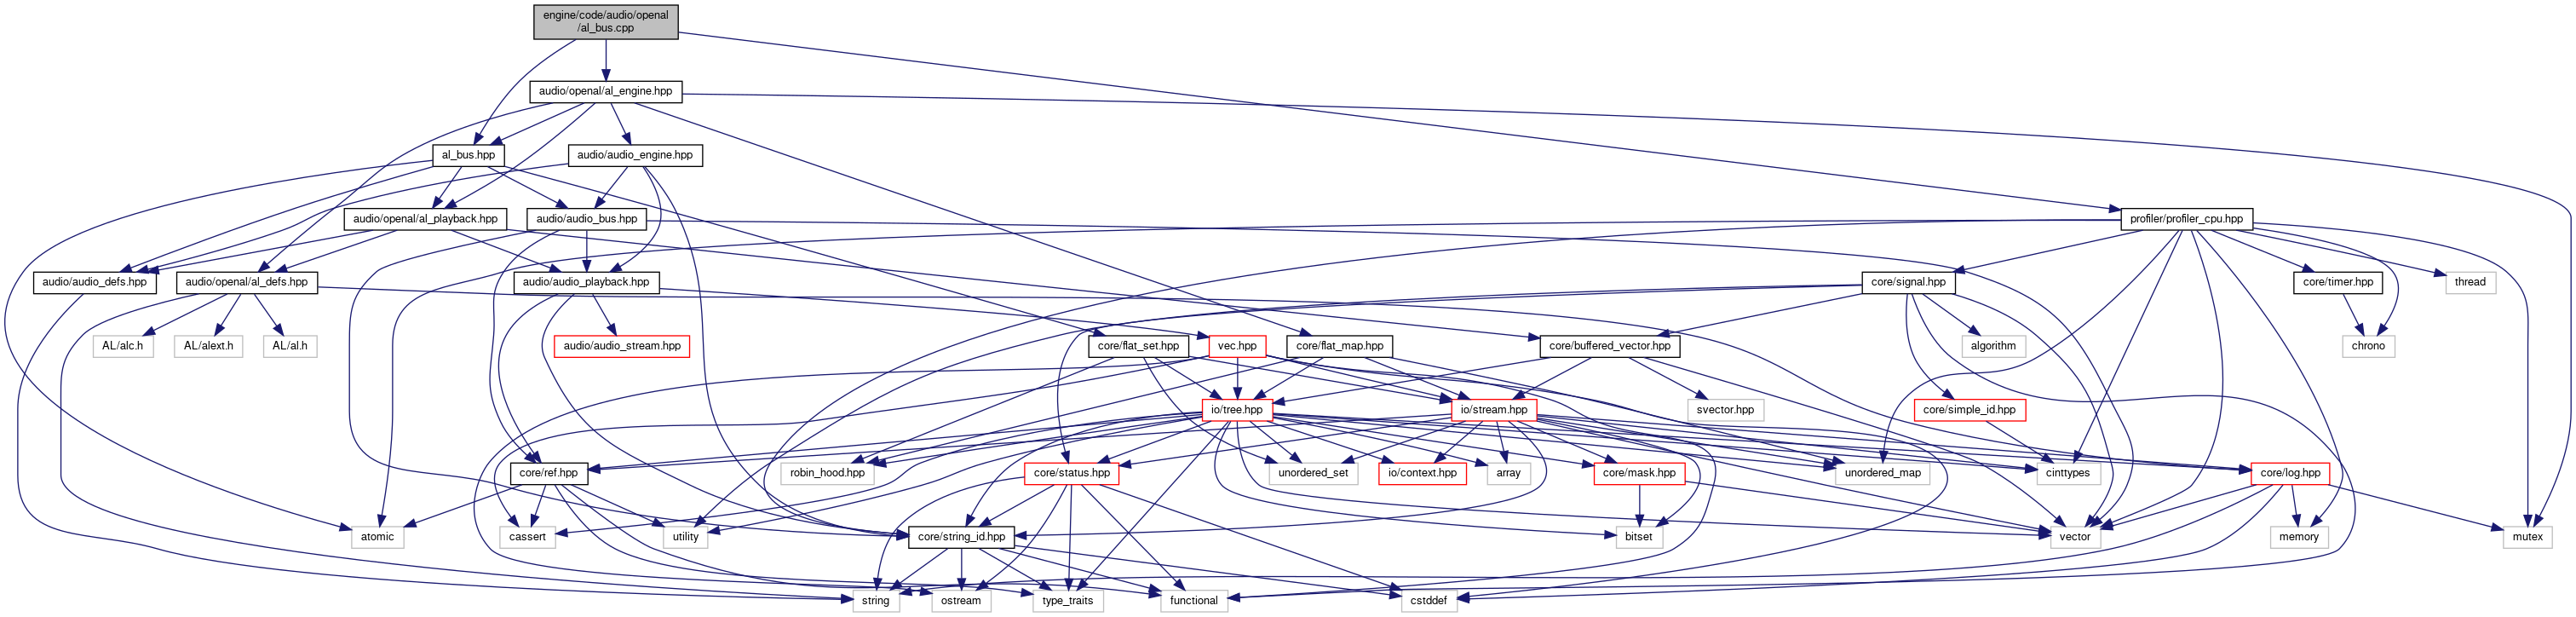 engine/code/audio/openal
/al_bus.cpp
audio/openal/al_engine.hpp
al_bus.hpp
audio/audio_engine.hpp
audio/openal/al_playback.hpp
audio/audio_bus.hpp
profiler/profiler_cpu.hpp
audio/audio_defs.hpp
audio/openal/al_defs.hpp
audio/audio_playback.hpp
core/signal.hpp
core/timer.hpp
thread
AL/alc.h
AL/alext.h
AL/al.h
audio/audio_stream.hpp
core/flat_set.hpp
vec.hpp
core/flat_map.hpp
core/buffered_vector.hpp
algorithm
chrono
io/tree.hpp
io/stream.hpp
svector.hpp
core/simple_id.hpp
core/ref.hpp
robin_hood.hpp
core/status.hpp
unordered_set
io/context.hpp
array
core/mask.hpp
unordered_map
cinttypes
core/log.hpp
atomic
cassert
utility
core/string_id.hpp
bitset
vector
memory
mutex
string
ostream
type_traits
functional
cstddef